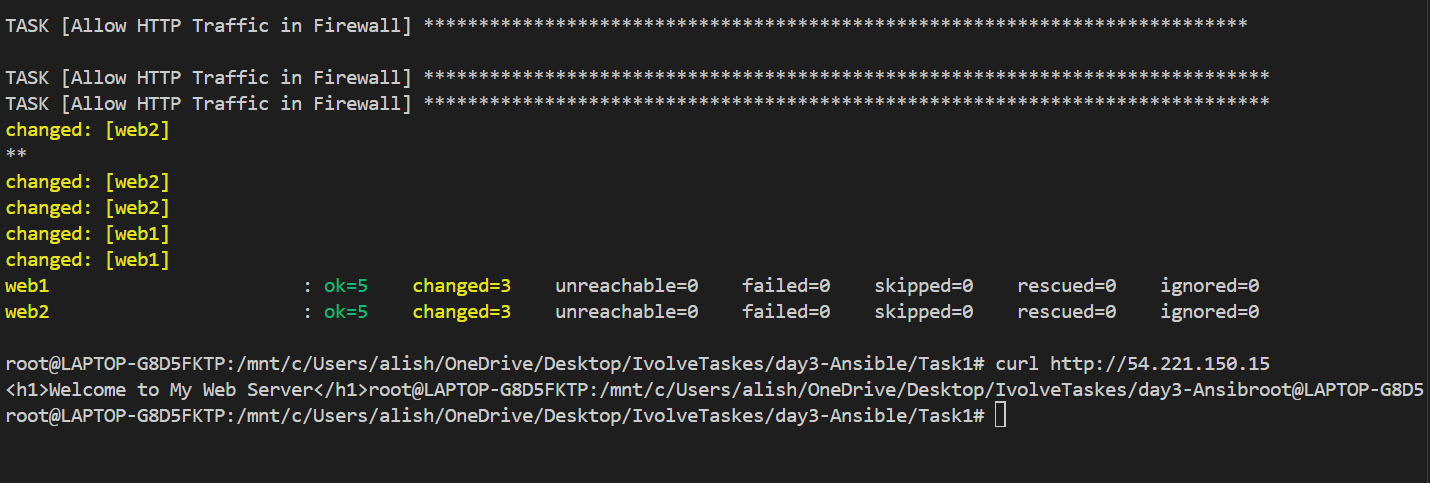 TASK [Allow HTTP Traffic in Firewall] ***************************************************************************
TASK [Allow HTTP Traffic in Firewall] *****************************************************************************
TASK [Allow HTTP Traffic in Firewall] *****************************************************************************
changed: [web2]
**
changed: [web2]
changed: [web2]
changed: [web1]
changed: [web1]
web1 : ok=5 changed=3 unreachable=0 failed=0 skipped=0 rescued=0 ignored=0
web2 : ok=5 changed=3 unreachable=0 failed=0 skipped=0 rescued=0 ignored=0
root@LAPTOP-G8D5FKTP:/mnt/c/Users/alish/OneDrive/Desktop/IvolveTaskes/day3-Ansible/Task1# curl http://54.221.150.15
<h1>Welcome to My Web Server</h1>root@LAPTOP-G8D5FKTP:/mnt/c/Users/alish/OneDrive/Desktop/IvolveTaskes/day3-Ansibroot@LAPTOP-G8D5
root@LAPTOP-G8D5FKTP:/mnt/c/Users/alish/OneDrive/Desktop/IvolveTaskes/day3-Ansible/Task1#